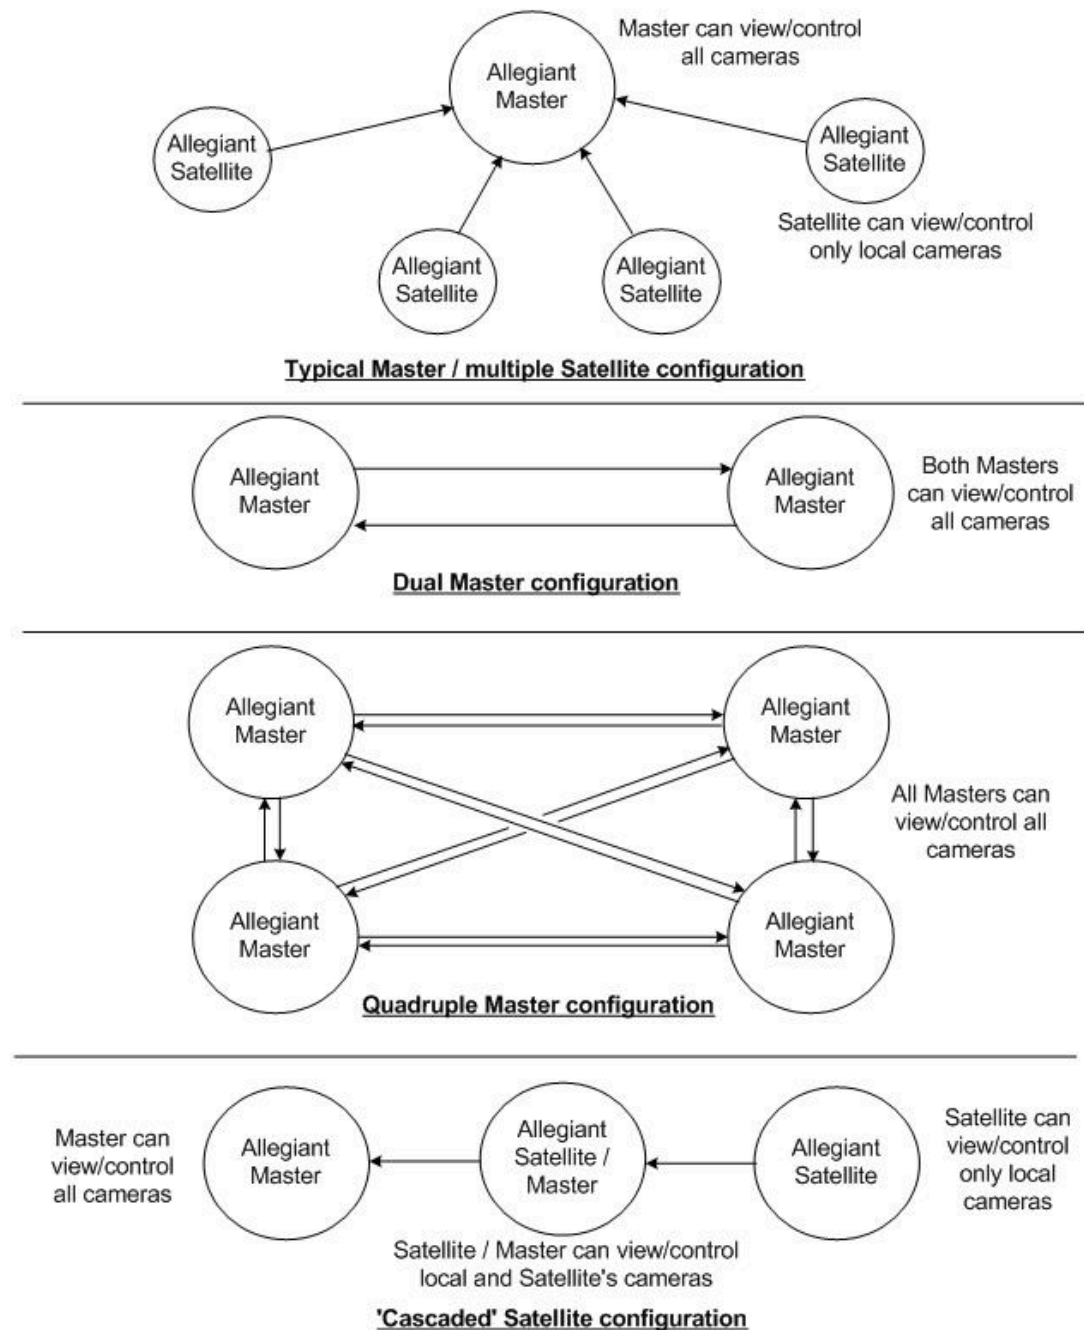 Master can view/control
all cameras
Allegiant
Master
Allegiant
Satellite
Allegiant
Satellite
Satellite can view/control
only local cameras
Allegiant
Satellite
Allegiant
Satellite
Typical Master / multiple Satellite configuration
Allegiant
Master
Allegiant
Master
Both Masters
can view/control
all cameras
Dual Master configuration
Allegiant
Master
Allegiant
Master
All Masters can
view/control all
cameras
Allegiant
Master
Allegiant
Master
Quadruple Master configuration
Master can
view/control
all cameras
Allegiant
Master
Allegiant
Satellite /
Master
Allegiant
Satellite
Satellite can
view/control
only local
cameras
Satellite / Master can view/control
local and Satellite's cameras
'Cascaded' Satellite configuration